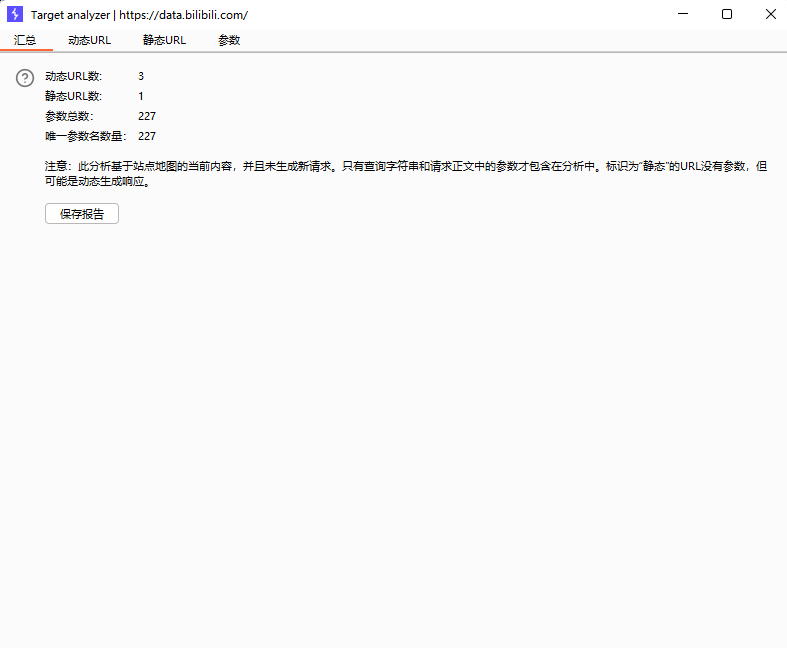 Target analyzer | https://data.bilibili.com/
汇总 动态URL 静态URL 参数
动态URL数: 3
静态URL数: 1
参数总数: 227
唯一参数名数量: 227
注意：此分析基于站点地图的当前内容，并且未生成新请求。只有查询字符串和请求正文中的参数才包含在分析中。标识为“静态”的URL没有参数，但
可能是动态生成响应。
保存报告